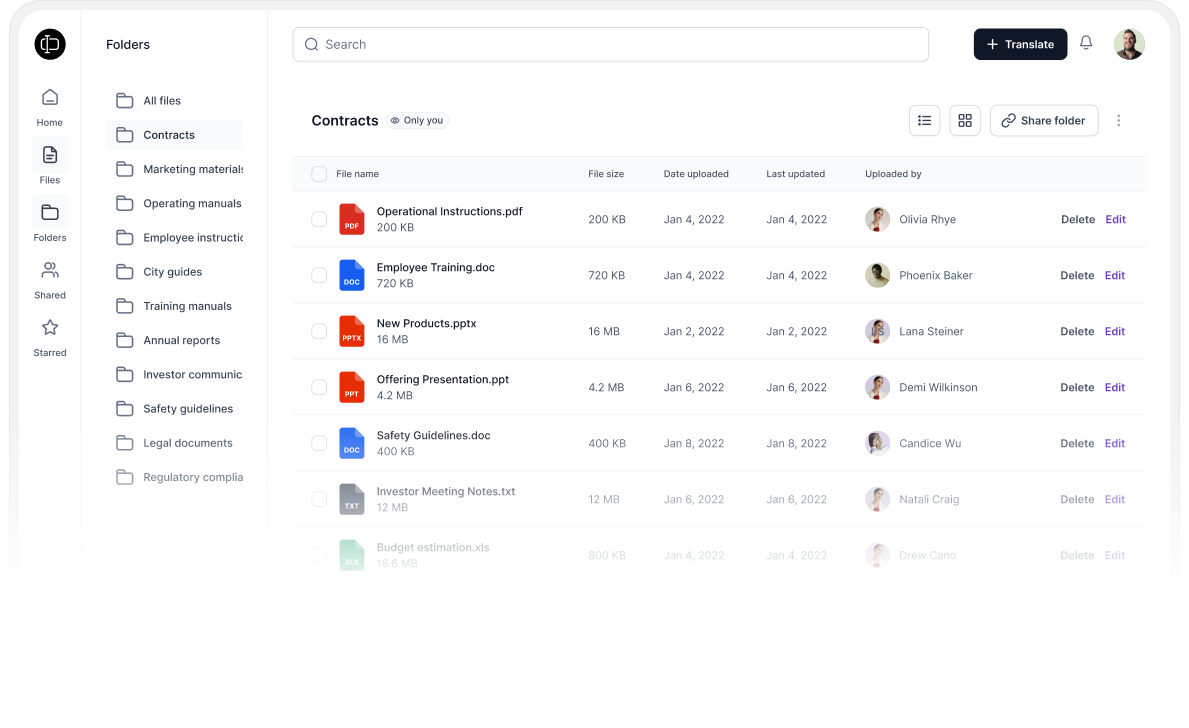 Folders
Search
Translate
Home
Files
Folders
Shared
Starred
All files
Contracts
Marketing materials
Operating manuals
Employee instructic
City guides
Training manuals
Annual reports
Investor communic
Safety guidelines
Legal documents
Regulatory complia
Contracts Only you
Share folder
File name File size Date uploaded Last updated Uploaded by
PDF Operational Instructions.pdf 200 KB Jan 4, 2022 Jan 4, 2022 Olivia Rhye Delete Edit
200 KB
DOC Employee Training.doc 720 KB Jan 4, 2022 Jan 4, 2022 Phoenix Baker Delete Edit
720 KB
PPTX New Products.pptx 16 MB Jan 2, 2022 Jan 2, 2022 Lana Steiner Delete Edit
16 MB
PPT Offering Presentation.ppt 4.2 MB Jan 6, 2022 Jan 6, 2022 Demi Wilkinson Delete Edit
4.2 MB
DOC Safety Guidelines.doc 400 KB Jan 8, 2022 Jan 8, 2022 Candice Wu Delete Edit
400 KB
TXT Investor Meeting Notes.txt 12 MB Jan 6, 2022 Jan 6, 2022 Natali Craig Delete Edit
12 MB
XLS Budget estimation.xls 800 KB Jan 4, 2022 Jan 4, 2022 Drew Cano Delete Edit
18.6 MB